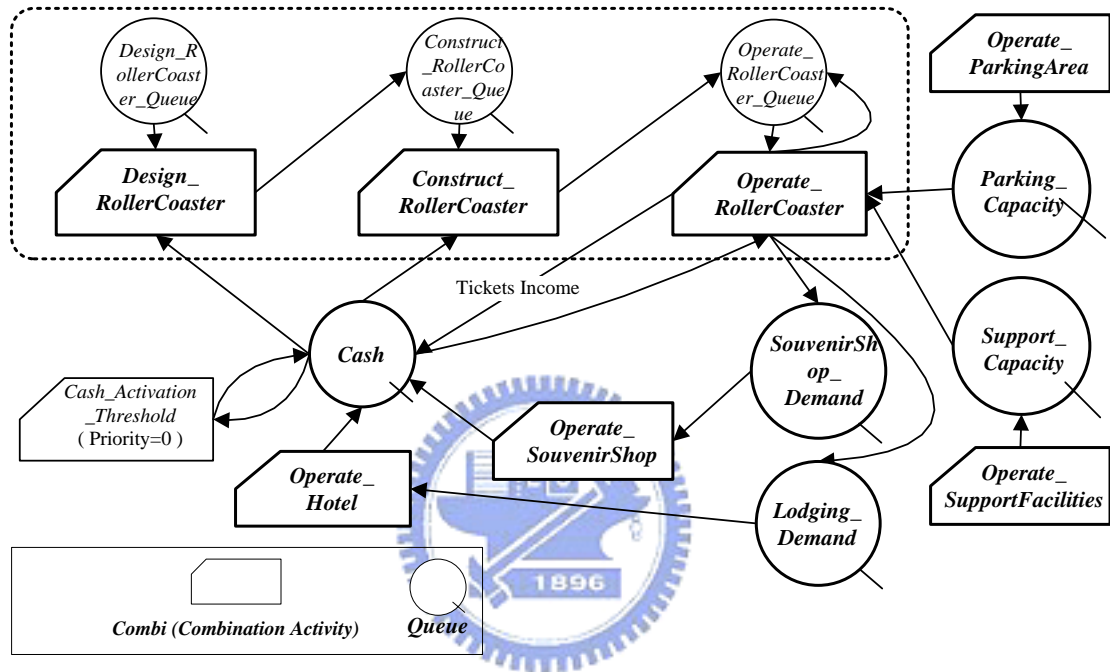 Design_R
ollerCoast
er_Queue
Construct
_RollerCo
aster_Que
ue
Operate_
RollerCoast
er_Queue
Operate_
ParkingArea
Design_
RollerCoaster
Construct_
RollerCoaster
Operate_
RollerCoaster
Parking_
Capacity
Tickets Income
Cash
SouvenirSh
op_
Demand
Support_
Capacity
Cash_Activation
_Threshold
( Priority=0 )
Operate_
SouvenirShop
Operate_
Hotel
Lodging_
Demand
Operate_
SupportFacilities
1896
Combi (Combination Activity)
Queue